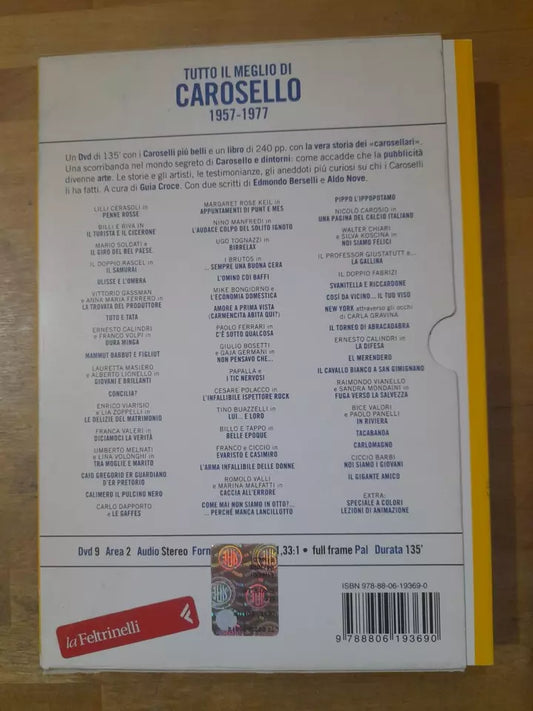 TUTTO IL MEGLIO DI
CAROSELLO
1957-1977
Un Dvd di 135' con i Caroselli più belli e un libro di 240 pp. con la vera storia dei «carosellari».
Una scorribanda nel mondo segreto di Carosello e dintorni: come accadde che la pubblicità
divenne arte. Le storie e gli artisti, le testimonianze, gli aneddoti più curiosi su chi i Caroselli
li ha fatti. A cura di Guia Croce. Con due scritti di Edmondo Berselli e Aldo Nove.
LILLI CERASOLI in
PENNE ROSSE
BILLI E RIVA IN
IL TURISTA E IL CICERONE
MARIO SOLDATI e
IL GIRO DEL BEL PAESE
IL DOPPIO RASCEL in
IL SAMURAI
ULISSE E L'OMBRA
VITTORIO GASSMAN
e ANNA MARIA FERRERO in
LA TROVATA DEL PRODUTTORE
TUTO E TATA
ERNESTO CALINDRI
e FRANCO VOLPI in
DURA MINGA
MAMMUT BABBUT E FIGLIUT
LAURETTA MASIERO
e ALBERTO LIONELLO in
GIOVANI E BRILLANTI
CONCILIA?
ENRICO VIARISIO
e LIA ZOPPELLI in
LE DELIZIE DEL MATRIMONIO
FRANCA VALERI in
DICIAMOCI LA VERITÀ
UMBERTO MELNATI
e LINA VOLONGHI in
TRA MOGLIE E MARITO
CAIO GREGORIO ER GUARDIANO
D'ER PRETORIO
CALIMERO IL PULCINO NERO
CARLO DAPPORTO
e LE GAFFES
MARGARET ROSE KEIL in
APPUNTAMENTI DI PUNT E MES
NINO MANFREDI in
L'AUDACE COLPO DEL SOLITO IGNOTO
UGO TOGNAZZI in
BIRRELAX
I BRUTOS in
... SEMPRE UNA BUONA CERA
L'OMINO COI BAFFI
MIKE BONGIORNO e
L'ECONOMIA DOMESTICA
AMORE A PRIMA VISTA
(CARMENCITA ABITA QUI?)
PAOLO FERRARI in
C'È SOTTO QUALCOSA
GIULIO BOSETTI
e GAJA GERMANI in
NON PENSAVO CHE...
PAPALLA e
I TIC NERVOSI
CESARE POLACCO in
L'INFALLIBILE ISPETTORE ROCK
TINO BUAZZELLI in
LUI... E LORD
BILLO E TAPPO in
BELLE EPOQUE
FRANCO e CICCIO in
EVARISTO E CASIMIRO
L'ARMA INFALLIBILE DELLE DONNE
ROMOLO VALLI
e MARINA MALFATTI in
CACCIA ALL'ERRORE
COME MAI NON SIAMO IN OTTO?...
... PERCHÉ MANCA LANCILLOTTO
PIPPO L'IPPOPOTAMO
NICOLO CAROSIO in
UNA PAGINA DEL CALCIO ITALIANO
WALTER CHIARI
e SILVA KOSCINA in
NOI SIAMO FELICI
IL PROFESSOR GIUSTATUTT e...
LA GALLINA
IL DOPPIO FABRIZI
SVANITELLA E RICCARDONE
COSÌ DA VICINO... IL TUO VISO
NEW YORK attraverso gli occhi
di CARLA GRAVINA
IL TORNEO DI ABRACADABRA
ERNESTO CALINDRI in
LA DIFESA
EL MERENDERO
IL CAVALLO BIANCO A SAN GIMIGNANO
RAIMONDO VIANELLO
e SANDRA MONDAINI in
FUGA VERSO LA SALVEZZA
BICE VALORI
e PAOLO PANELLI in
IN RIVIERA
TACABANDA
CARLOMAGNO
CICCIO BARBI
NOI SIAMO I GIOVANI
IL GIGANTE AMICO
EXTRA:
SPECIALE A COLORI
LEZIONI DI ANIMAZIONE
Dvd 9 Area 2 Audio Stereo Form 1,33:1 • full frame Pal Durata 135'
ISBN 978-88-06-19369-0
9 788806 193690
la Feltrinelli